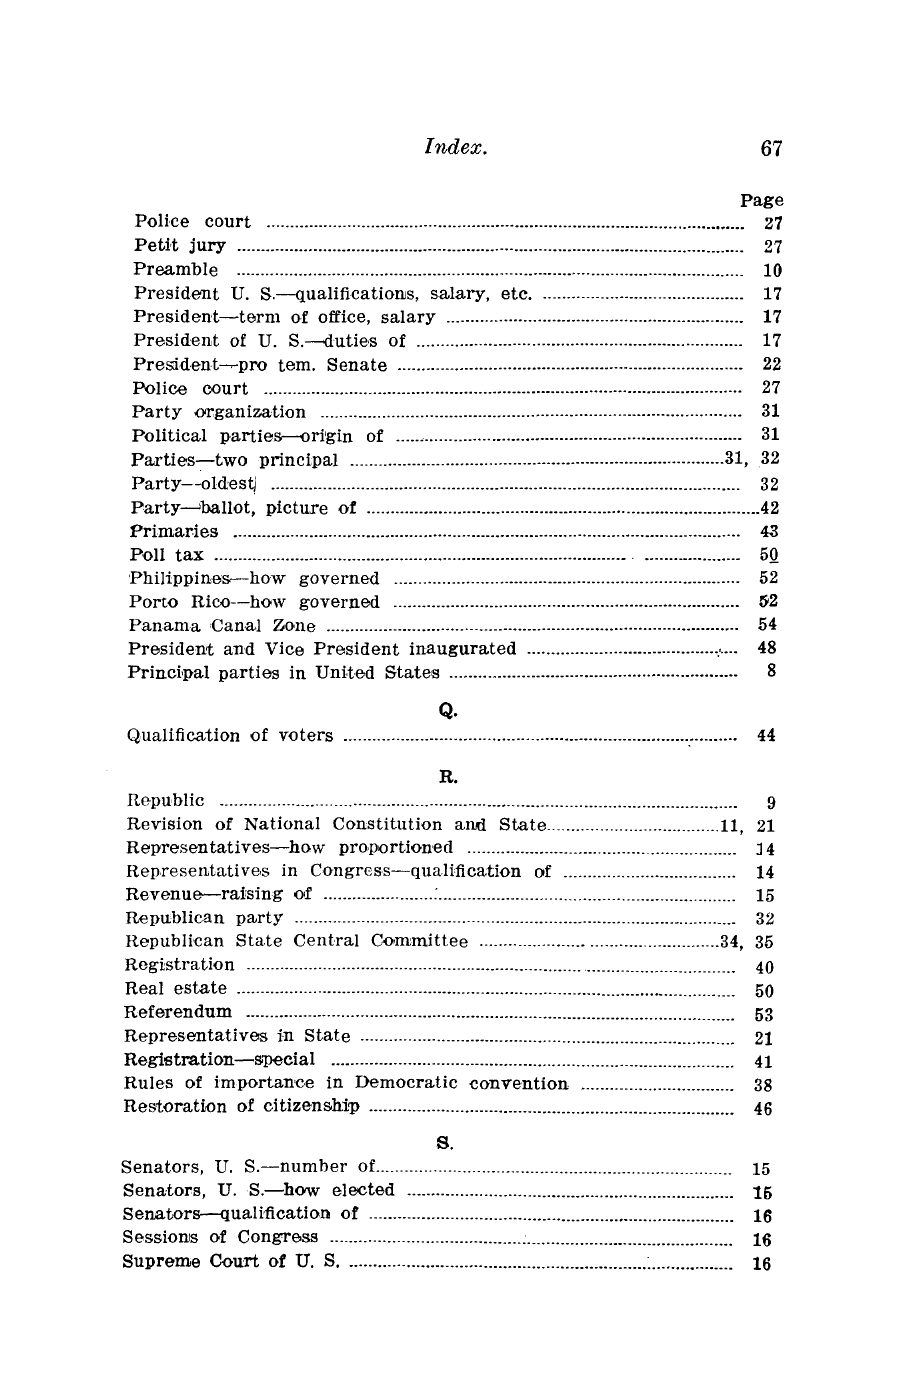 Index. 67
Page
Police court 27
Petit jury 27
Preamble 10
President U. S.—qualifications, salary, etc. 17
President—term of office, salary 17
President of U. S.—duties of 17
President—pro tem. Senate 22
Police court 27
Party organization 31
Political parties—origin of 31
Parties—two principal 31, 32
Party—oldest 32
Party—ballot, picture of 42
Primaries 43
Poll tax 50
Philippines—how governed 52
Porto Rico—how governed 52
Panama Canal Zone 54
President and Vice President inaugurated 48
Principal parties in United States 8
Q.
Qualification of voters 44
R.
Republic 9
Revision of National Constitution and State 11, 21
Representatives—how proportioned 14
Representatives in Congress—qualification of 14
Revenue—raising of 15
Republican party 32
Republican State Central Committee 34, 35
Registration 40
Real estate 50
Referendum 53
Representatives in State 21
Registration—special 41
Rules of importance in Democratic convention 38
Restoration of citizenship 46
S.
Senators, U. S.—number of 15
Senators, U. S.—how elected 15
Senators—qualification of 16
Sessions of Congress 16
Supreme Court of U. S. 16